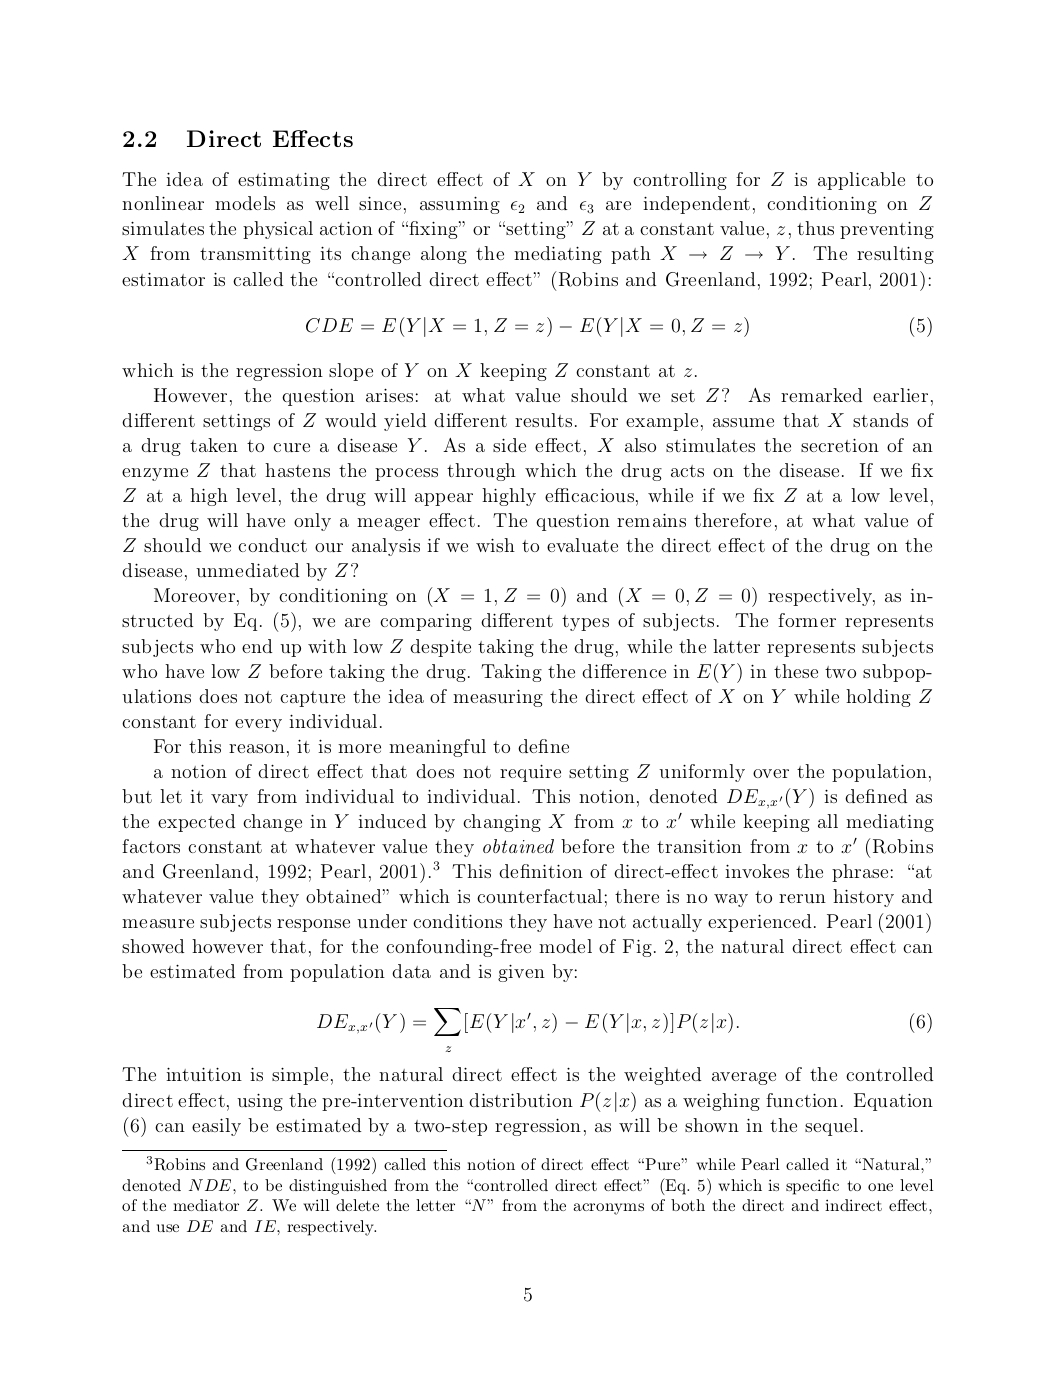 2.2 Direct Effects
The idea of estimating the direct effect of X on Y by controlling for Z is applicable to
nonlinear models as well since, assuming ϵ₂ and ϵ₃ are independent, conditioning on Z
simulates the physical action of “fixing” or “setting” Z at a constant value, z, thus preventing
X from transmitting its change along the mediating path X → Z → Y. The resulting
estimator is called the “controlled direct effect” (Robins and Greenland, 1992; Pearl, 2001):
CDE = E(Y|X = 1, Z = z) − E(Y|X = 0, Z = z) (5)
which is the regression slope of Y on X keeping Z constant at z.
However, the question arises: at what value should we set Z? As remarked earlier,
different settings of Z would yield different results. For example, assume that X stands of
a drug taken to cure a disease Y. As a side effect, X also stimulates the secretion of an
enzyme Z that hastens the process through which the drug acts on the disease. If we fix
Z at a high level, the drug will appear highly efficacious, while if we fix Z at a low level,
the drug will have only a meager effect. The question remains therefore, at what value of
Z should we conduct our analysis if we wish to evaluate the direct effect of the drug on the
disease, unmediated by Z?
Moreover, by conditioning on (X = 1, Z = 0) and (X = 0, Z = 0) respectively, as in-
structed by Eq. (5), we are comparing different types of subjects. The former represents
subjects who end up with low Z despite taking the drug, while the latter represents subjects
who have low Z before taking the drug. Taking the difference in E(Y) in these two subpop-
ulations does not capture the idea of measuring the direct effect of X on Y while holding Z
constant for every individual.
For this reason, it is more meaningful to define
a notion of direct effect that does not require setting Z uniformly over the population,
but let it vary from individual to individual. This notion, denoted DEₓ,ₓ′(Y) is defined as
the expected change in Y induced by changing X from x to x′ while keeping all mediating
factors constant at whatever value they obtained before the transition from x to x′ (Robins
and Greenland, 1992; Pearl, 2001).³ This definition of direct-effect invokes the phrase: “at
whatever value they obtained” which is counterfactual; there is no way to rerun history and
measure subjects response under conditions they have not actually experienced. Pearl (2001)
showed however that, for the confounding-free model of Fig. 2, the natural direct effect can
be estimated from population data and is given by:
DEₓ,ₓ′(Y) = ∑ [E(Y|x′, z) − E(Y|x, z)]P(z|x). (6)
z
The intuition is simple, the natural direct effect is the weighted average of the controlled
direct effect, using the pre-intervention distribution P(z|x) as a weighing function. Equation
(6) can easily be estimated by a two-step regression, as will be shown in the sequel.
³Robins and Greenland (1992) called this notion of direct effect “Pure” while Pearl called it “Natural,”
denoted NDE, to be distinguished from the “controlled direct effect” (Eq. 5) which is specific to one level
of the mediator Z. We will delete the letter “N” from the acronyms of both the direct and indirect effect,
and use DE and IE, respectively.
5